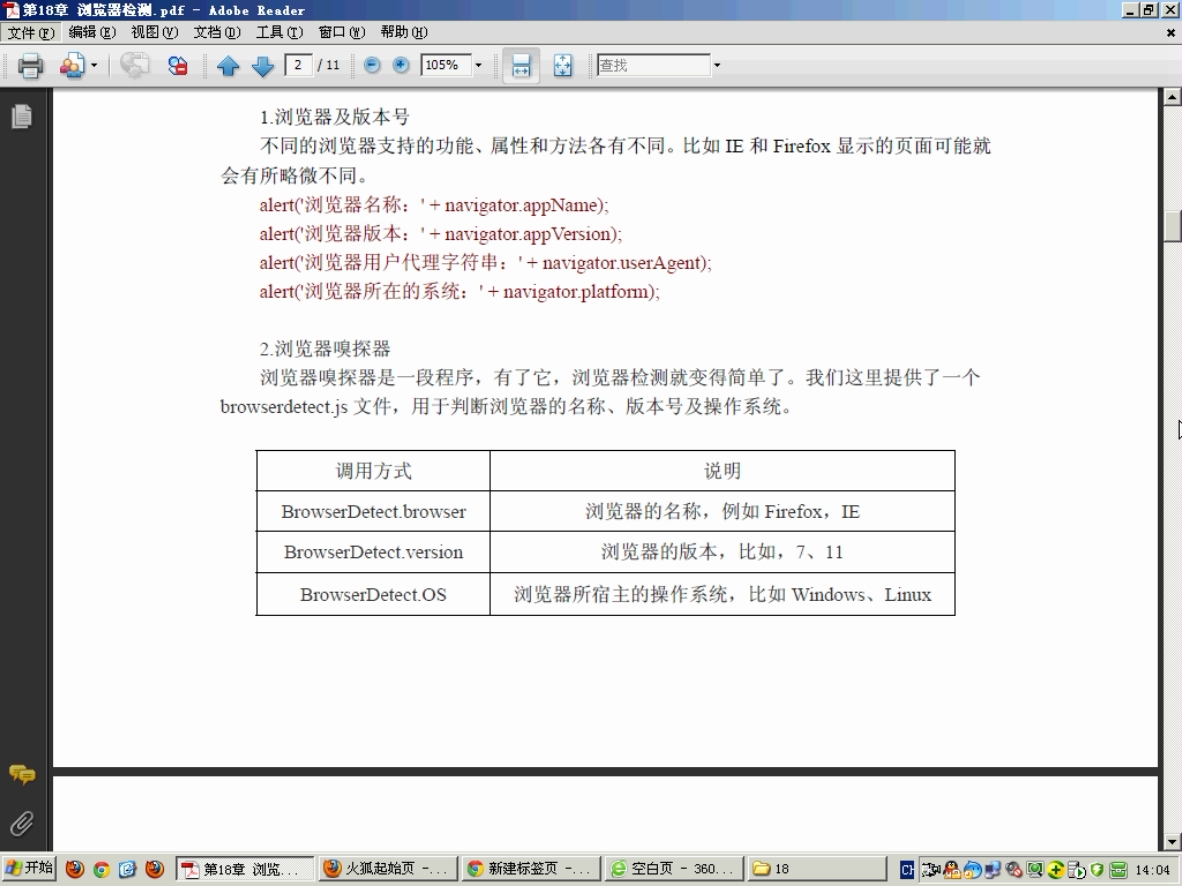 第18章 浏览器检测.pdf - Adobe Reader
文件(F) 编辑(E) 视图(V) 文档(D) 工具(T) 窗口(W) 帮助(H)
2 / 11 105% 查找
1.浏览器及版本号
不同的浏览器支持的功能、属性和方法各有不同。比如 IE 和 Firefox 显示的页面可能就
会有所略微不同。
alert('浏览器名称：' + navigator.appName);
alert('浏览器版本：' + navigator.appVersion);
alert('浏览器用户代理字符串：' + navigator.userAgent);
alert('浏览器所在的系统：' + navigator.platform);
2.浏览器嗅探器
浏览器嗅探器是一段程序，有了它，浏览器检测就变得简单了。我们这里提供了一个
browserdetect.js 文件，用于判断浏览器的名称、版本号及操作系统。
调用方式 说明
BrowserDetect.browser 浏览器的名称，例如 Firefox，IE
BrowserDetect.version 浏览器的版本，比如，7、11
BrowserDetect.OS 浏览器所宿主的操作系统，比如 Windows、Linux
开始 第18章 浏览... 火狐起始页 -... 新建标签页 -... 空白页 - 360... 18 CH 14:04